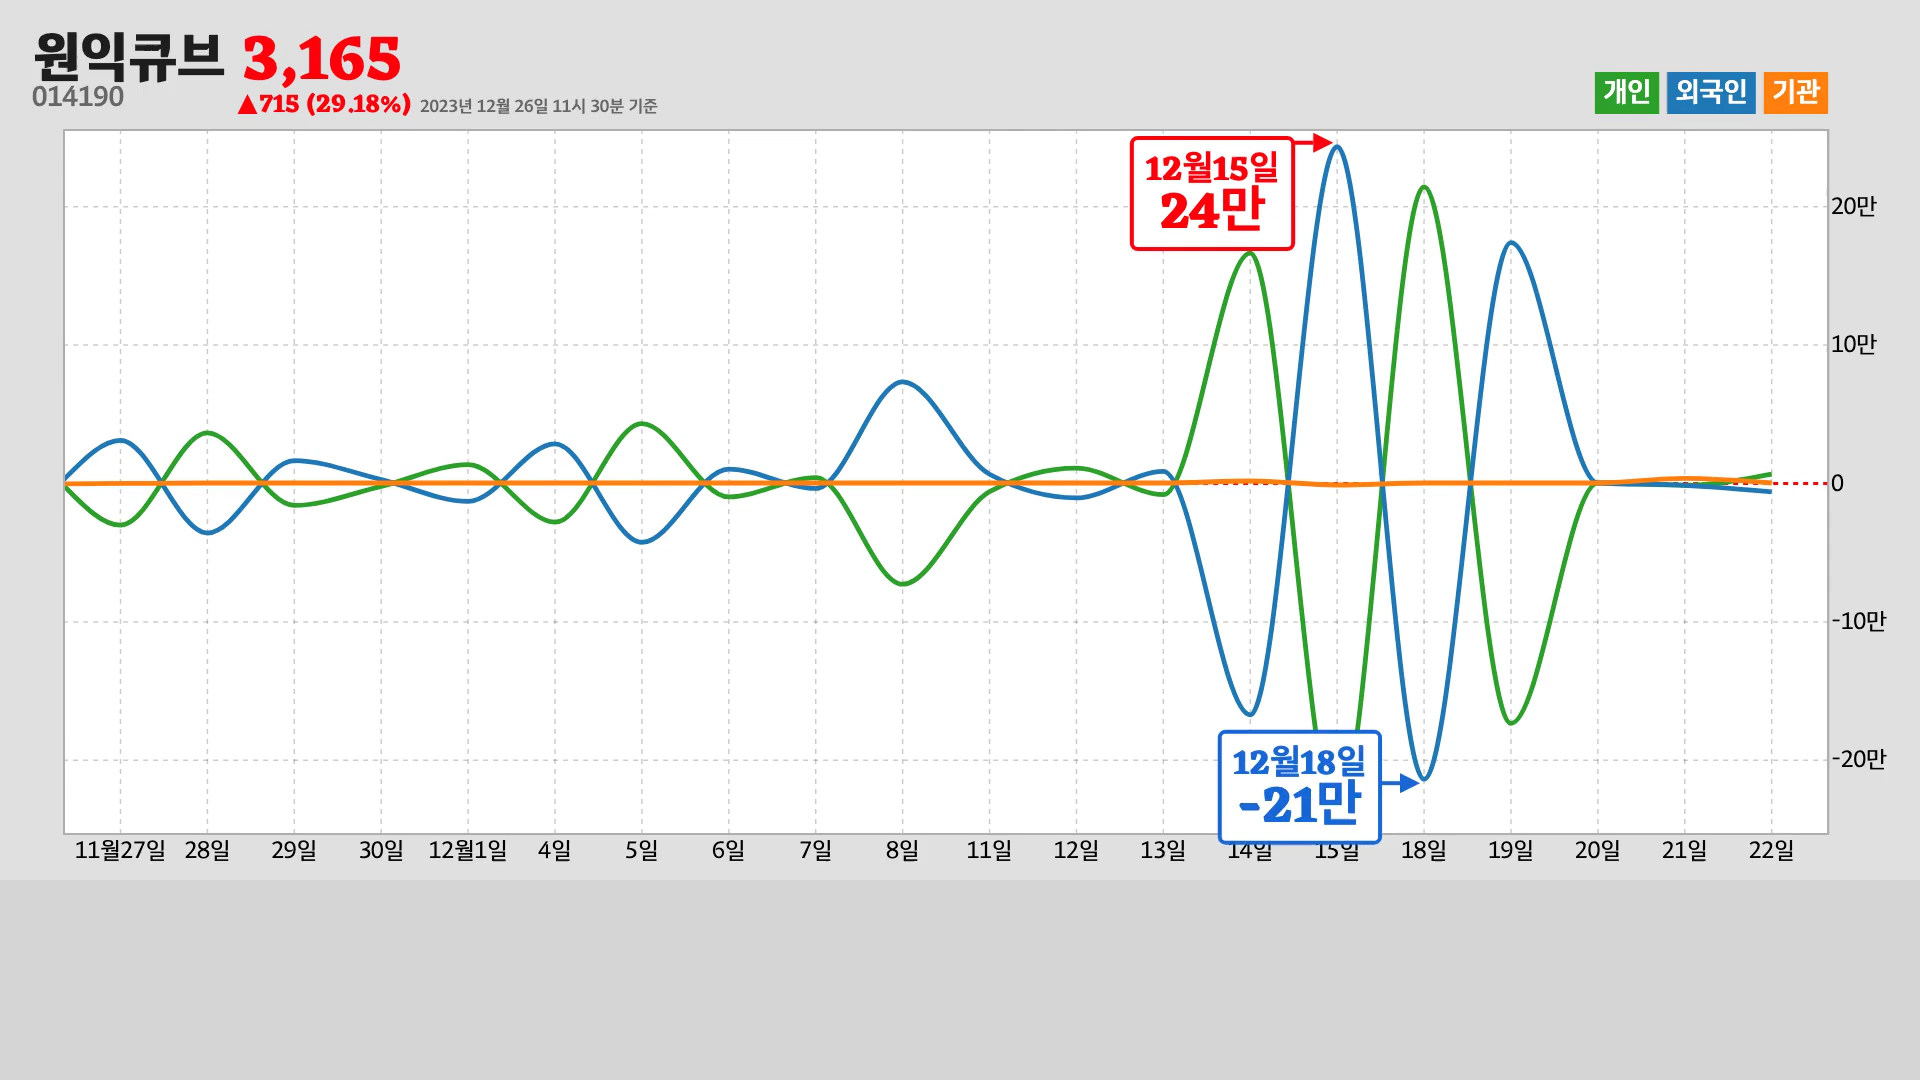 원익큐브 3,165
014190
▲715 (29.18%) 2023년 12월 26일 11시 30분 기준
개인 외국인 기관
12월15일
24만
20만
10만
0
-10만
-20만
12월18일
-21만
11월27일 28일 29일 30일 12월1일 4일 5일 6일 7일 8일 11일 12일 13일 14일 15일 18일 19일 20일 21일 22일